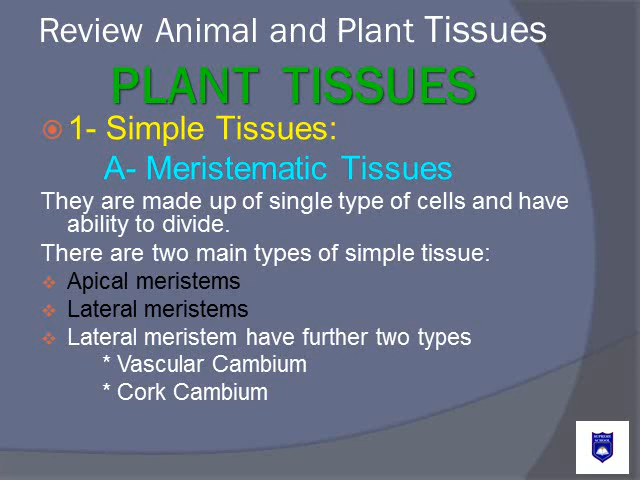 Review Animal and Plant Tissues
PLANT TISSUES
1- Simple Tissues:
A- Meristematic Tissues
They are made up of single type of cells and have
ability to divide.
There are two main types of simple tissue:
Apical meristems
Lateral meristems
Lateral meristem have further two types
* Vascular Cambium
* Cork Cambium
SUPREME
SCHOOL